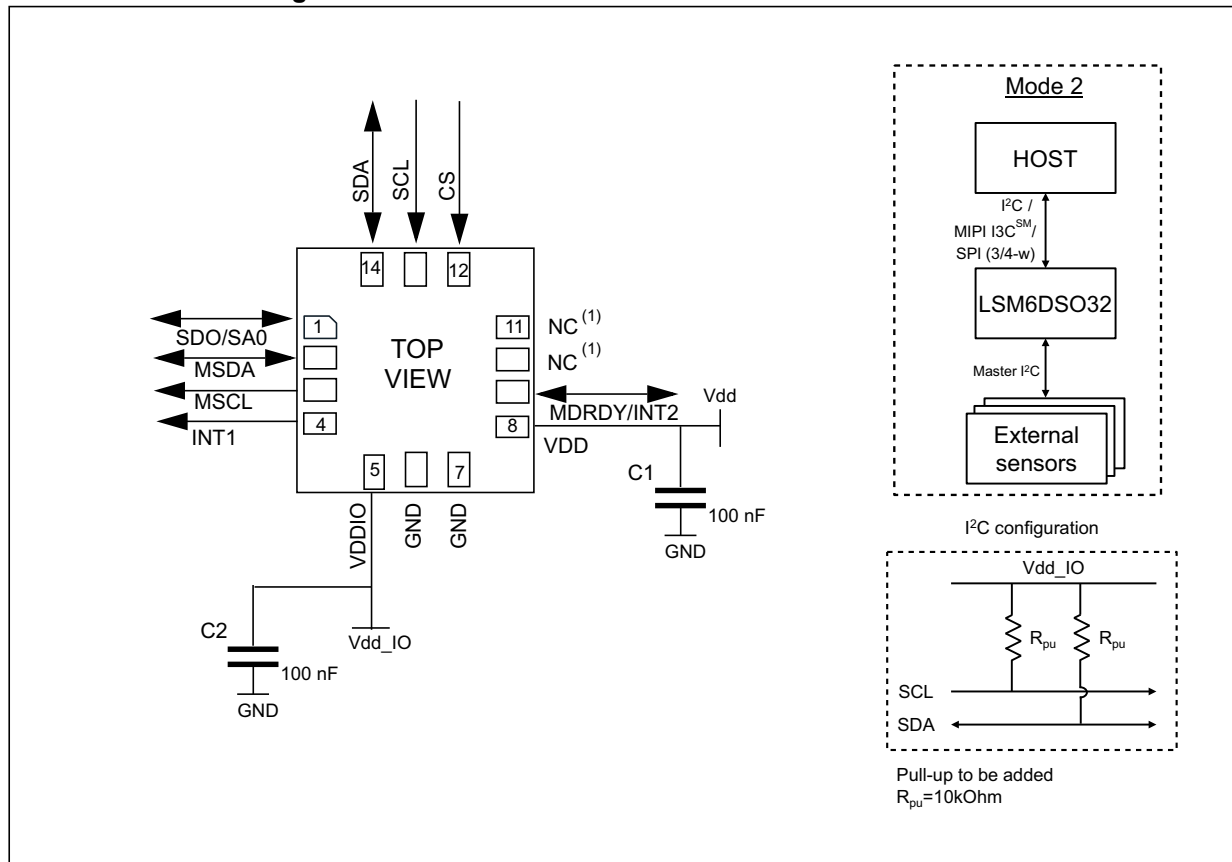 g
SDA
SCL
CS
14
12
1
SDO/SA0
MSDA
MSCL
4
INT1
TOP
VIEW
11
NC (1)
NC (1)
MDRDY/INT2
8
VDD
Vdd
5
7
VDDIO
GND
GND
C1
100 nF
GND
C2
100 nF
GND
Vdd_IO
Mode 2
HOST
I²C /
MIPI I3C^SM/
SPI (3/4-w)
LSM6DSO32
Master I²C
External
sensors
I²C configuration
Vdd_IO
Rpu
Rpu
SCL
SDA
Pull-up to be added
Rpu=10kOhm